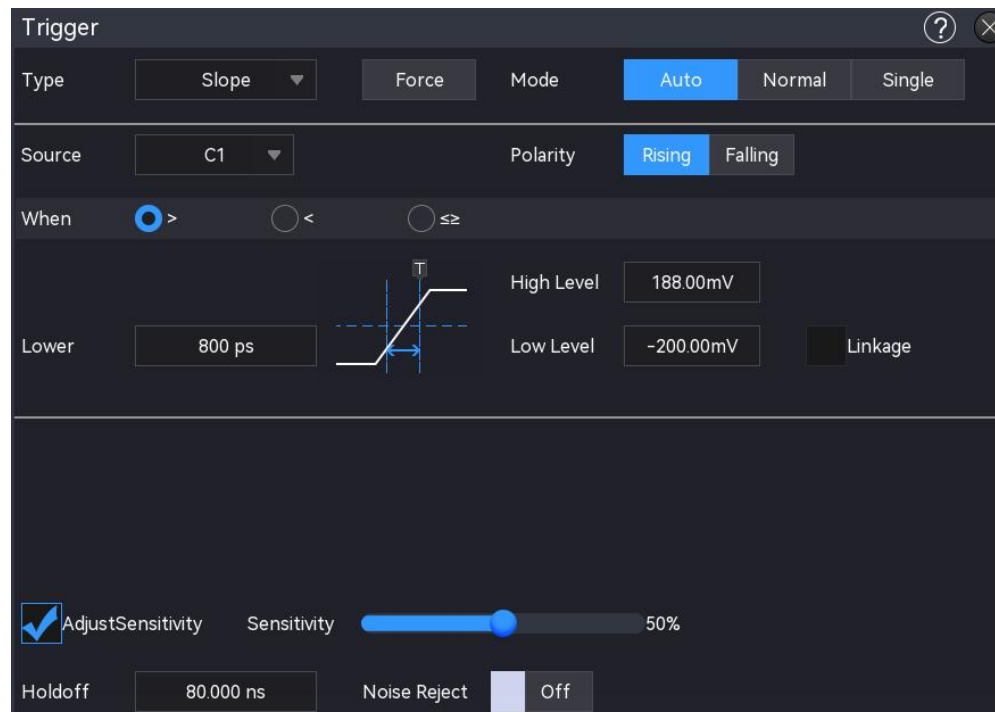 Trigger ?
Type Slope Force Mode Auto Normal Single
Source C1 Polarity Rising Falling
When > < ≤≥
T
High Level 188.00mV
Lower 800 ps Low Level -200.00mV Linkage
AdjustSensitivity Sensitivity 50%
Holdoff 80.000 ns Noise Reject Off